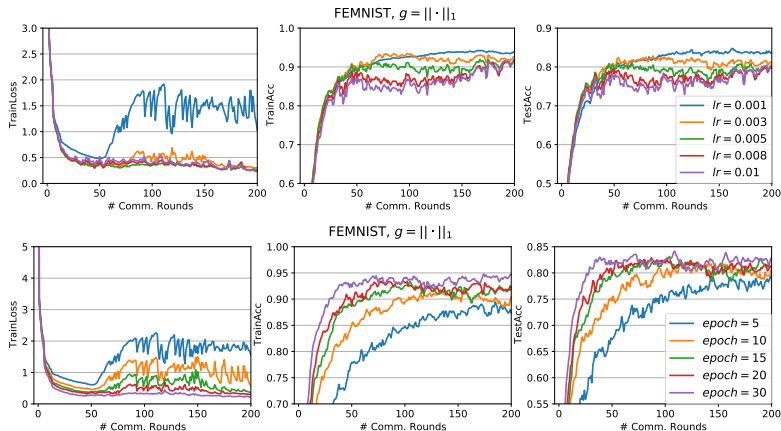 FEMNIST, g = ||·||₁
TrainLoss
3.0
2.5
2.0
1.5
1.0
0.5
0.0
0 50 100 150 200
# Comm. Rounds
TrainAcc
1.0
0.9
0.8
0.7
0.6
0 50 100 150 200
# Comm. Rounds
TestAcc
0.9
0.8
0.7
0.6
0.5
0 50 100 150 200
# Comm. Rounds
lr = 0.001
lr = 0.003
lr = 0.005
lr = 0.008
lr = 0.01
FEMNIST, g = ||·||₁
TrainLoss
5
4
3
2
1
0
0 50 100 150 200
# Comm. Rounds
TrainAcc
1.00
0.95
0.90
0.85
0.80
0.75
0.70
0 50 100 150 200
# Comm. Rounds
TestAcc
0.85
0.80
0.75
0.70
0.65
0.60
0.55
0 50 100 150 200
# Comm. Rounds
epoch = 5
epoch = 10
epoch = 15
epoch = 20
epoch = 30